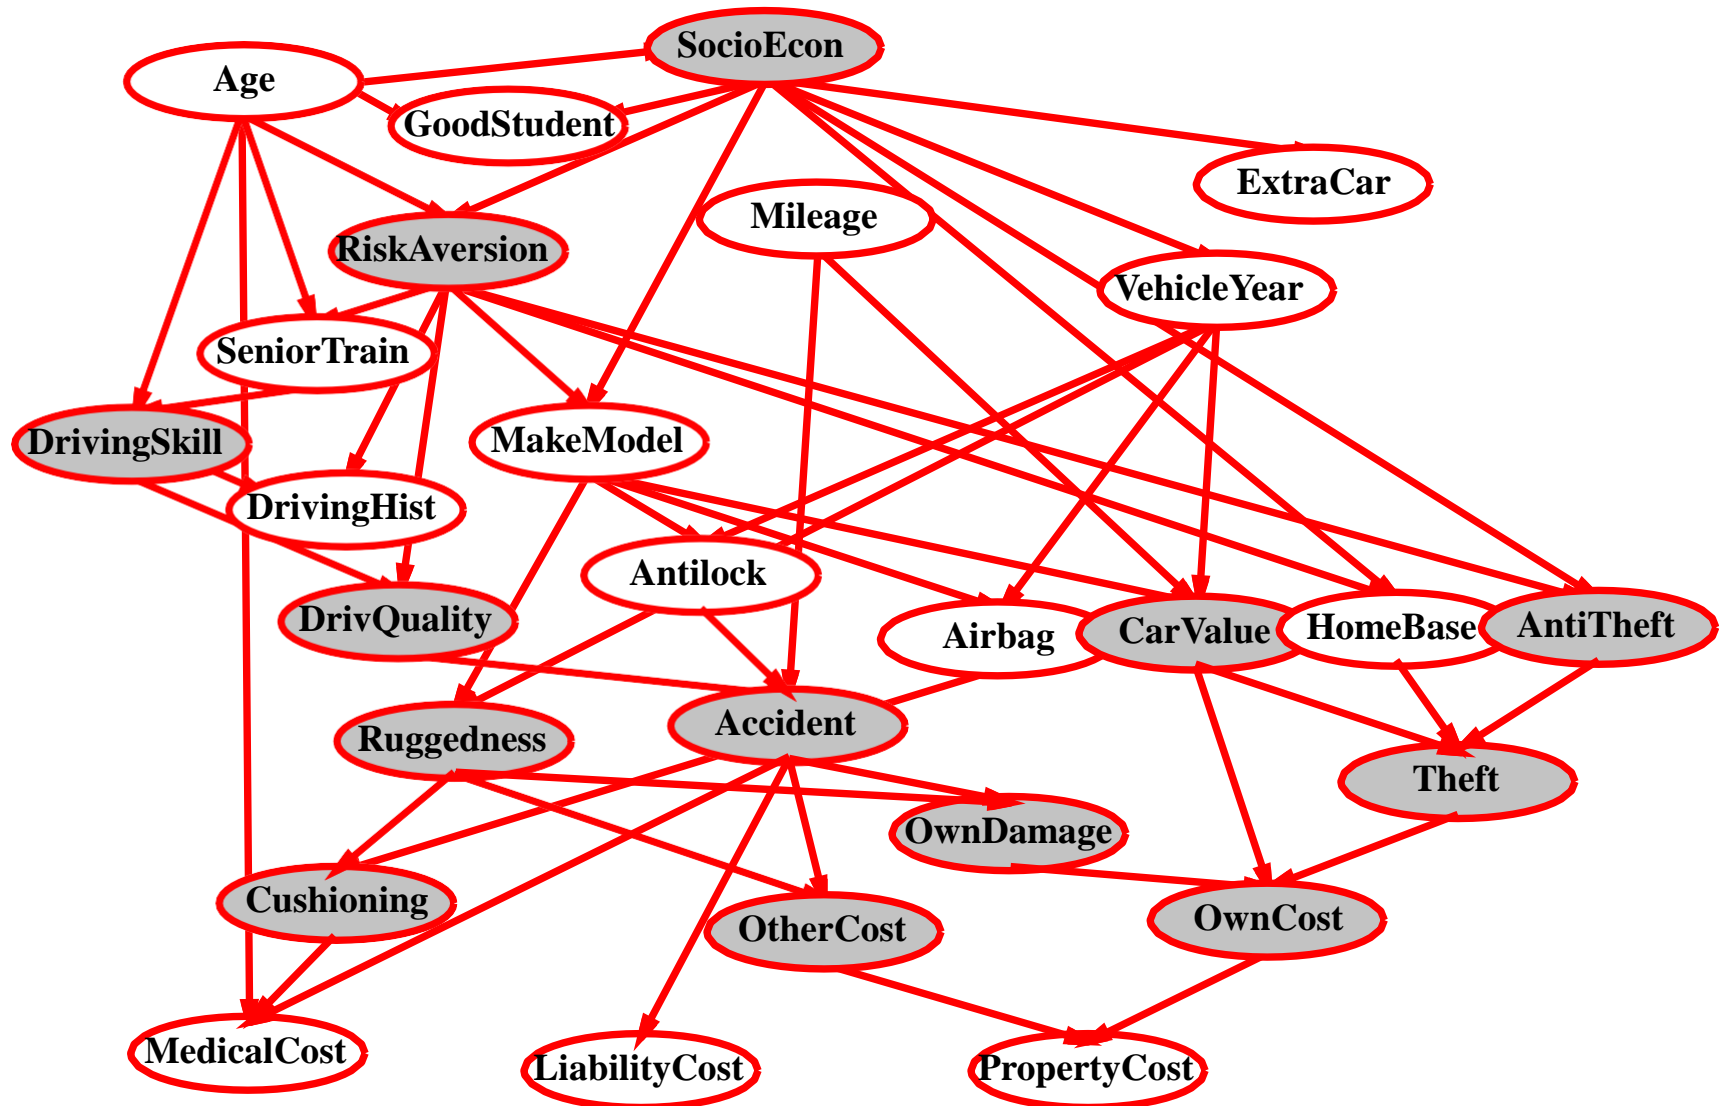 SocioEcon
Age
GoodStudent
ExtraCar
Mileage
RiskAversion
VehicleYear
SeniorTrain
DrivingSkill
MakeModel
DrivingHist
Antilock
DrivQuality
Airbag
CarValue
HomeBase
AntiTheft
Ruggedness
Accident
Theft
OwnDamage
Cushioning
OtherCost
OwnCost
MedicalCost
LiabilityCost
PropertyCost